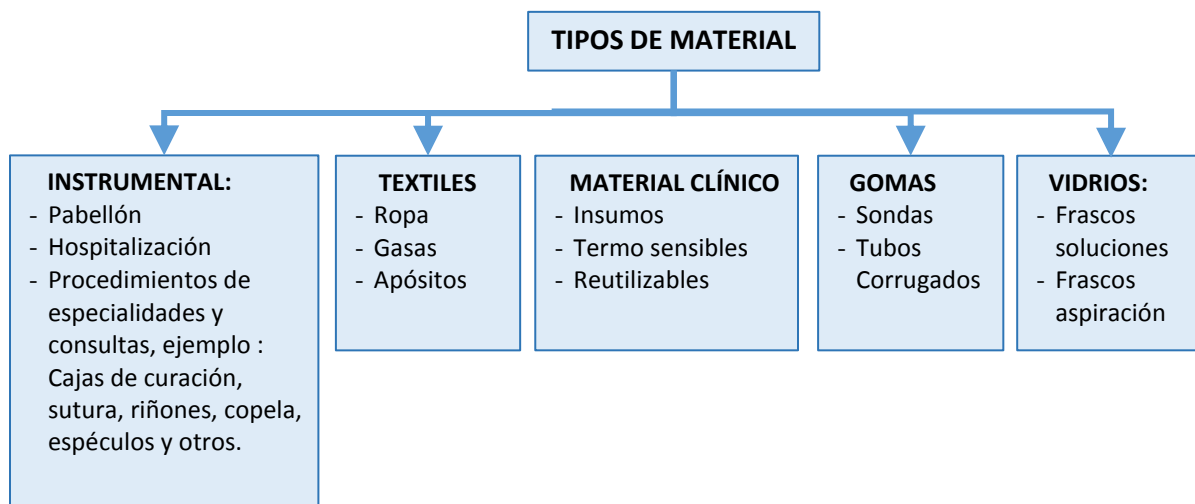 TIPOS DE MATERIAL
INSTRUMENTAL:
- Pabellón
- Hospitalización
- Procedimientos de
especialidades y
consultas, ejemplo :
Cajas de curación,
sutura, riñones, copela,
espéculos y otros.
TEXTILES
- Ropa
- Gasas
- Apósitos
MATERIAL CLÍNICO
- Insumos
- Termo sensibles
- Reutilizables
GOMAS
- Sondas
- Tubos
Corrugados
VIDRIOS:
- Frascos
soluciones
- Frascos
aspiración